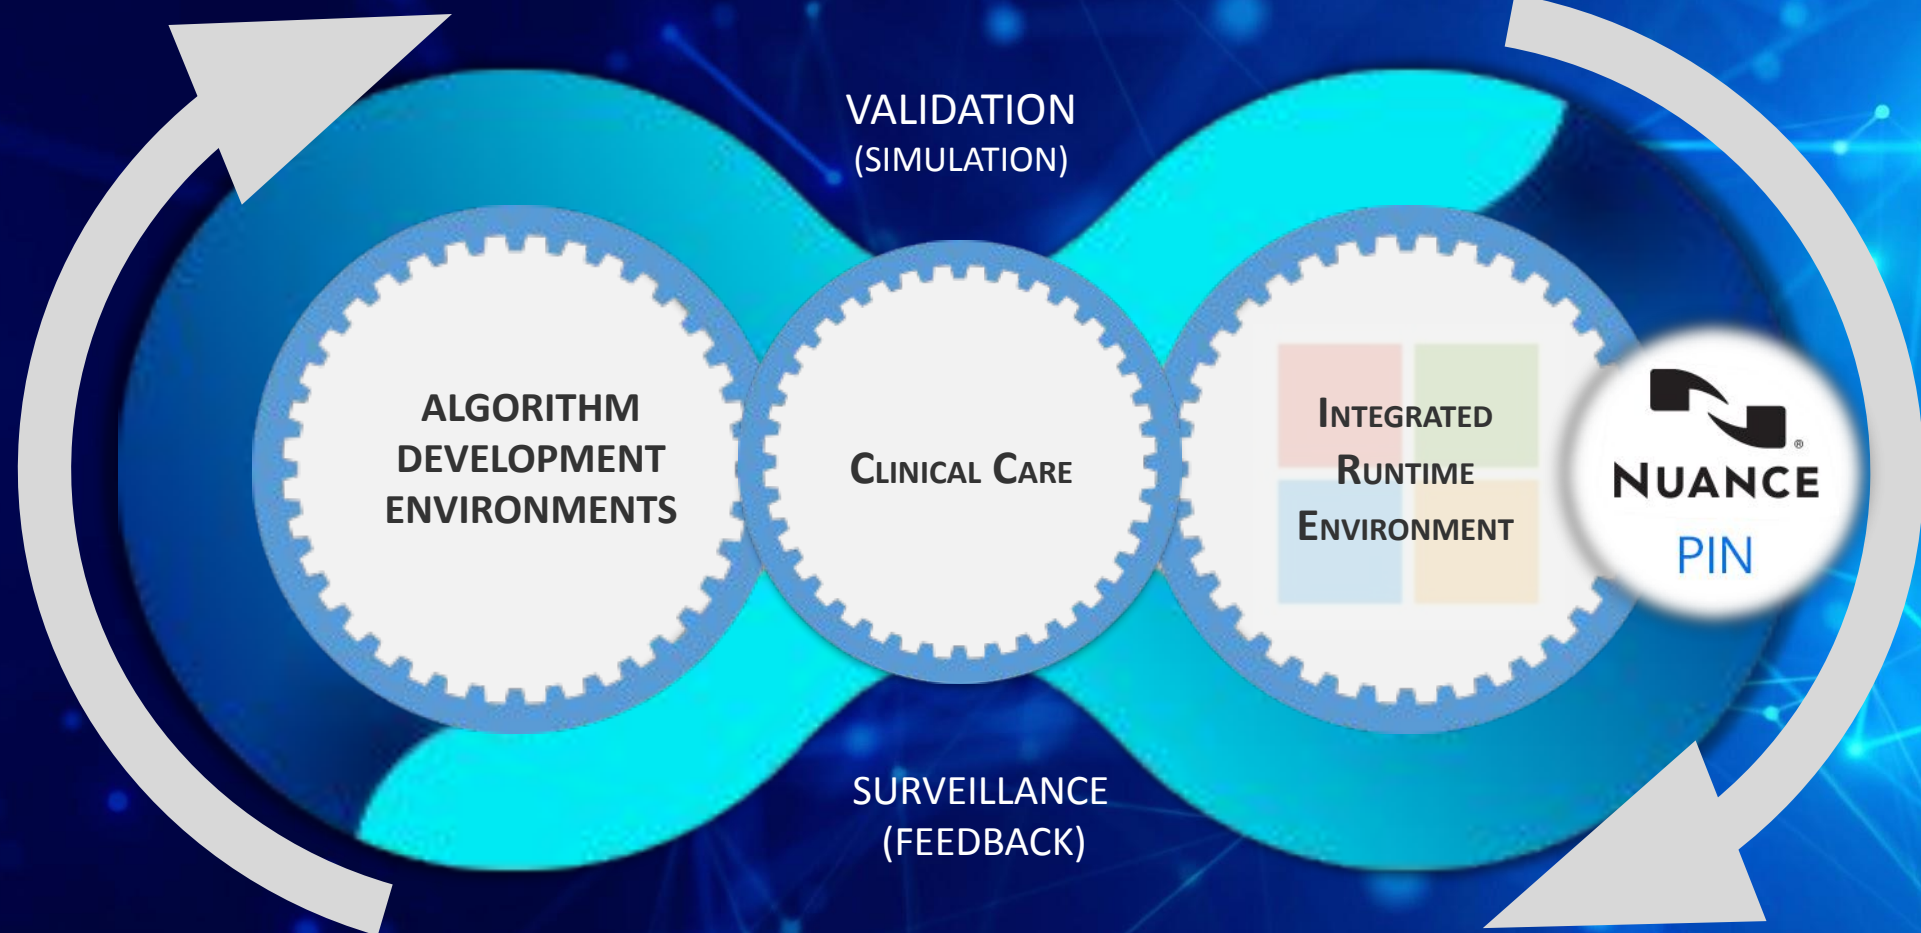 VALIDATION
(SIMULATION)
ALGORITHM
DEVELOPMENT
ENVIRONMENTS
CLINICAL CARE
INTEGRATED
RUNTIME
ENVIRONMENT
NUANCE®
PIN
SURVEILLANCE
(FEEDBACK)